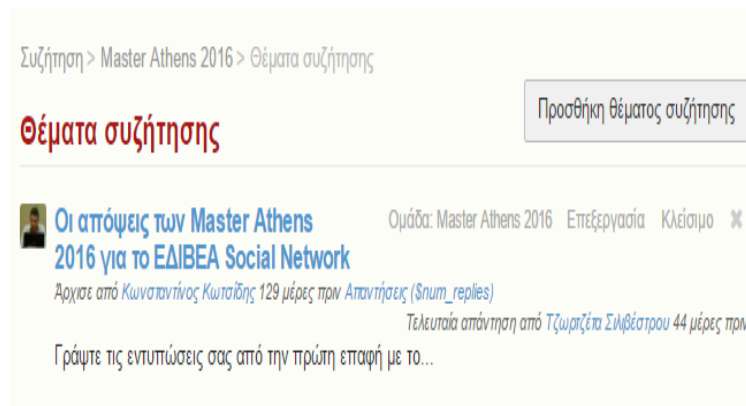 Συζήτηση > Master Athens 2016 > Θέματα συζήτησης
Προσθήκη θέματος συζήτησης
Θέματα συζήτησης
Οι απόψεις των Master Athens
2016 για το ΕΔΙΒΕΑ Social Network
Ομάδα: Master Athens 2016 Επεξεργασία Κλείσιμο ✖
Άρχισε από Κωνσταντίνος Κωτσίδης 129 μέρες πριν Απαντήσεις ($num_replies)
Τελευταία απάντηση από Τζωρτζέτα Σιλιβέστρου 44 μέρες πριν
Γράψτε τις εντυπώσεις σας από την πρώτη επαφή με το...